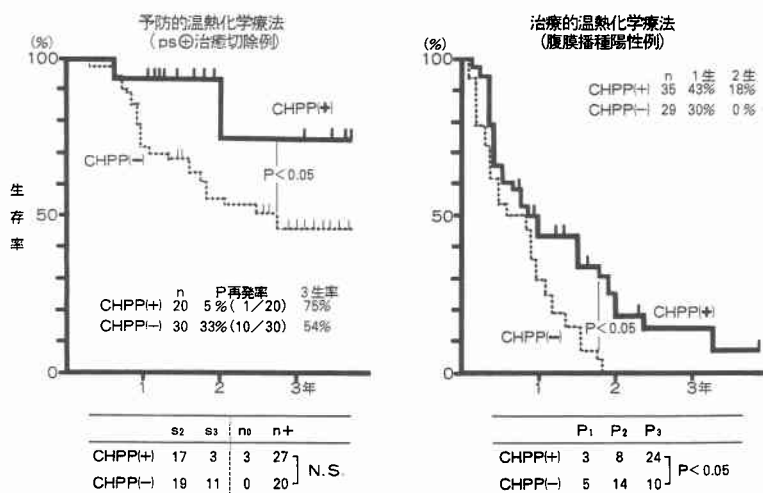 予防的温熱化学療法
(ps⊕治癒切除例)
(%)
100
50
0
生存率
CHPP(+)
CHPP(−)
P<0.05
n P再発率 3生率
CHPP(+) 20 5%(1/20) 75%
CHPP(−) 30 33%(10/30) 54%
1 2 3年
s₂ s₃ n₀ n+
CHPP(+) 17 3 3 27
CHPP(−) 19 11 0 20
N.S.
治療的温熱化学療法
(腹膜播種陽性例)
(%)
100
50
0
n 1生 2生
CHPP(+) 35 43% 18%
CHPP(−) 29 30% 0%
CHPP(+)
CHPP(−)
P<0.05
1 2 3年
P₁ P₂ P₃
CHPP(+) 3 8 24
CHPP(−) 5 14 10
P<0.05